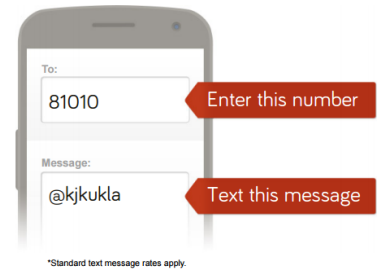 To:
81010
Enter this number
Message:
@kjkukla
Text this message
*Standard text message rates apply.